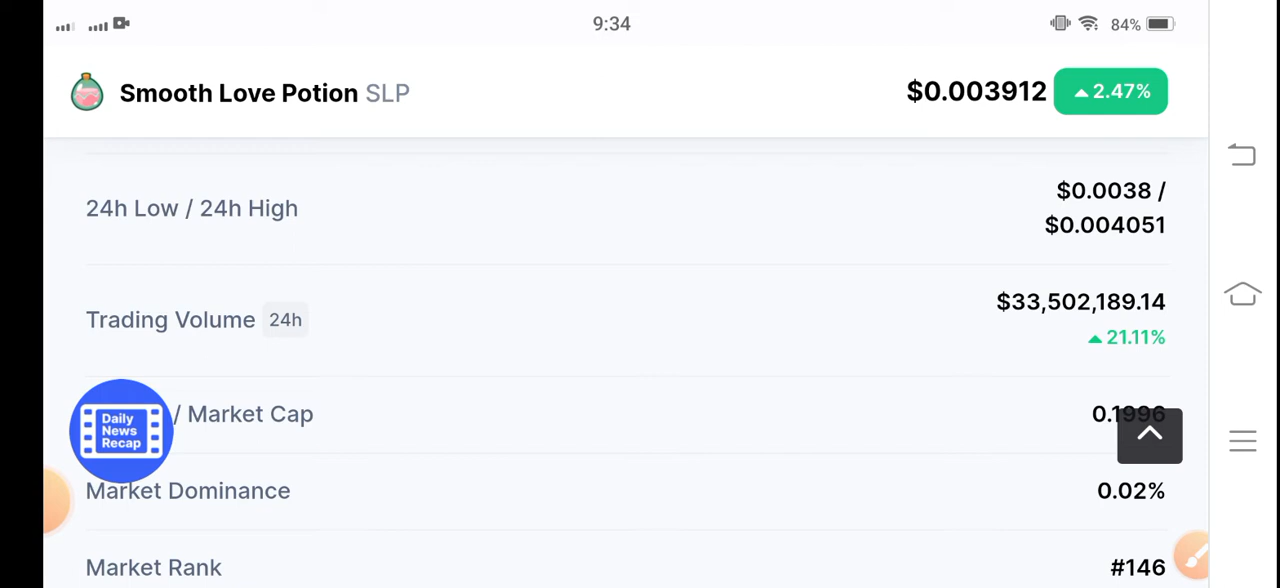 9:34
84%
Smooth Love Potion SLP
$0.003912
2.47%
24h Low / 24h High
$0.0038 /
$0.004051
Trading Volume 24h
$33,502,189.14
21.11%
/ Market Cap
0.1996
Daily
News
Recap
Market Dominance
0.02%
Market Rank
#146